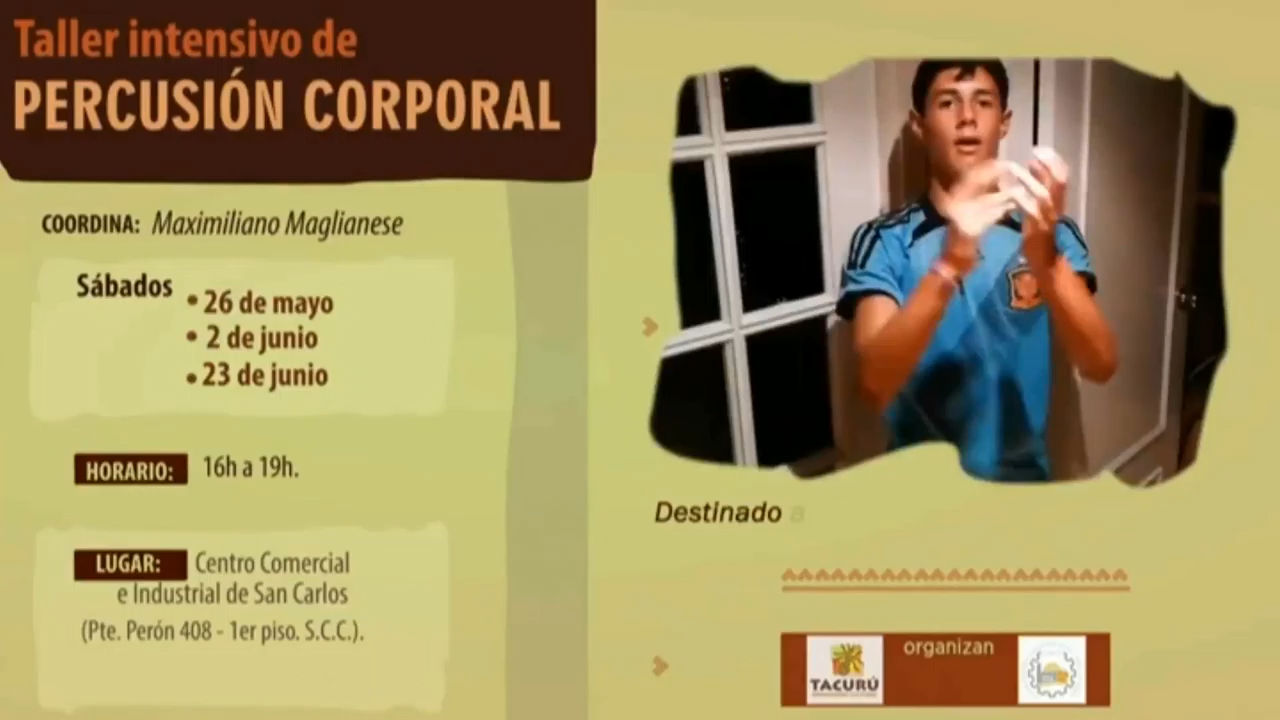 Taller intensivo de
PERCUSIÓN CORPORAL
COORDINA: Maximiliano Maglianese
Sábados
• 26 de mayo
• 2 de junio
• 23 de junio
HORARIO: 16h a 19h.
LUGAR: Centro Comercial
e Industrial de San Carlos
(Pte. Perón 408 - 1er piso. S.C.C.).
Destinado a
organizan
TACURÚ